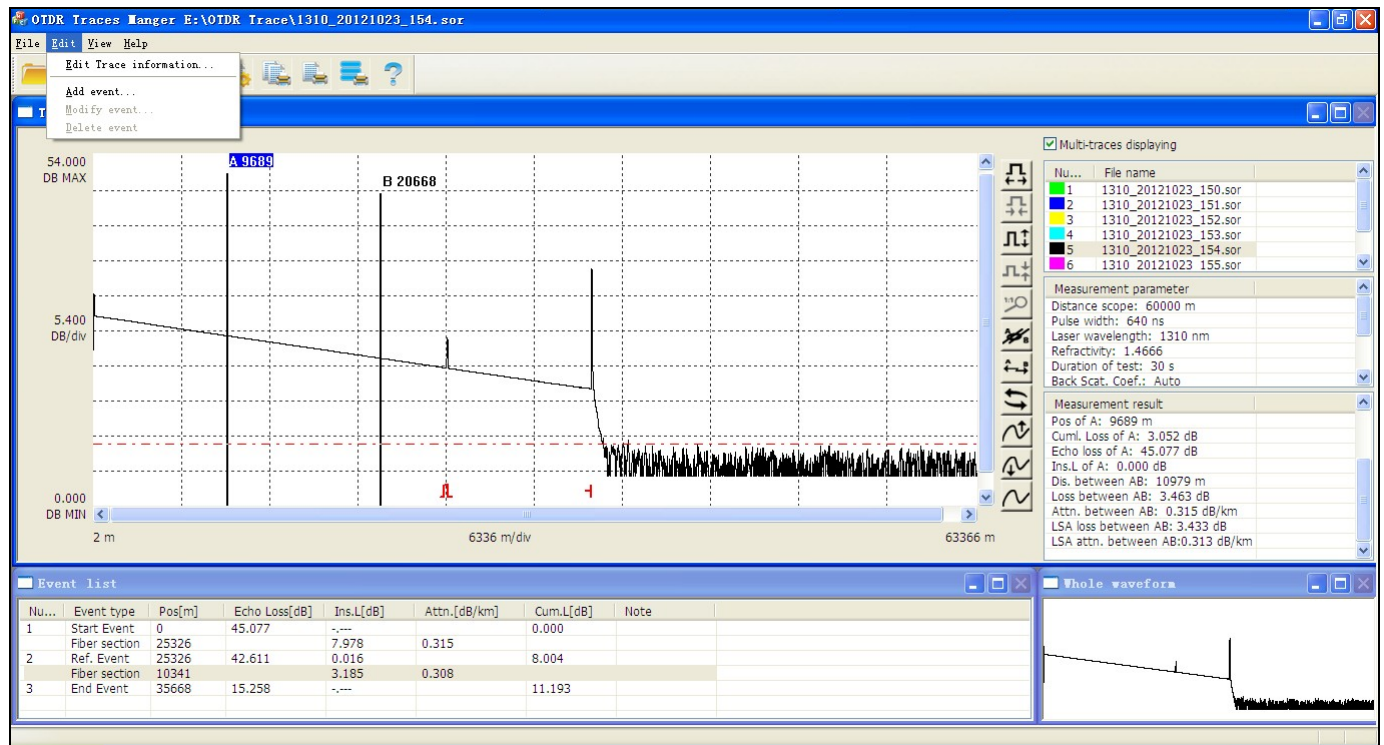 OTDR Traces Manger E:\OTDR Trace\1310_20121023_154.sor
File Edit View Help
Edit Trace information...
Add event...
Modify event...
Delete event
T
54.000
DB MAX
A 9689
B 20668
5.400
DB/div
0.000
DB MIN
2 m
6336 m/div
63366 m
Multi-traces displaying
Nu... File name
1 1310_20121023_150.sor
2 1310_20121023_151.sor
3 1310_20121023_152.sor
4 1310_20121023_153.sor
5 1310_20121023_154.sor
6 1310_20121023_155.sor
Measurement parameter
Distance scope: 60000 m
Pulse width: 640 ns
Laser wavelength: 1310 nm
Refractivity: 1.4666
Duration of test: 30 s
Back Scat. Coef.: Auto
Measurement result
Pos of A: 9689 m
Cuml. Loss of A: 3.052 dB
Echo loss of A: 45.077 dB
Ins.L of A: 0.000 dB
Dis. between AB: 10979 m
Loss between AB: 3.463 dB
Attn. between AB: 0.315 dB/km
LSA loss between AB: 3.433 dB
LSA attn. between AB:0.313 dB/km
Event list
Nu... Event type Pos[m] Echo Loss[dB] Ins.L[dB] Attn.[dB/km] Cum.L[dB] Note
1 Start Event 0 45.077 -.--- 0.000
Fiber section 25326 7.978 0.315
2 Ref. Event 25326 42.611 0.016 8.004
Fiber section 10341 3.185 0.308
3 End Event 35668 15.258 -.--- 11.193
Whole waveform